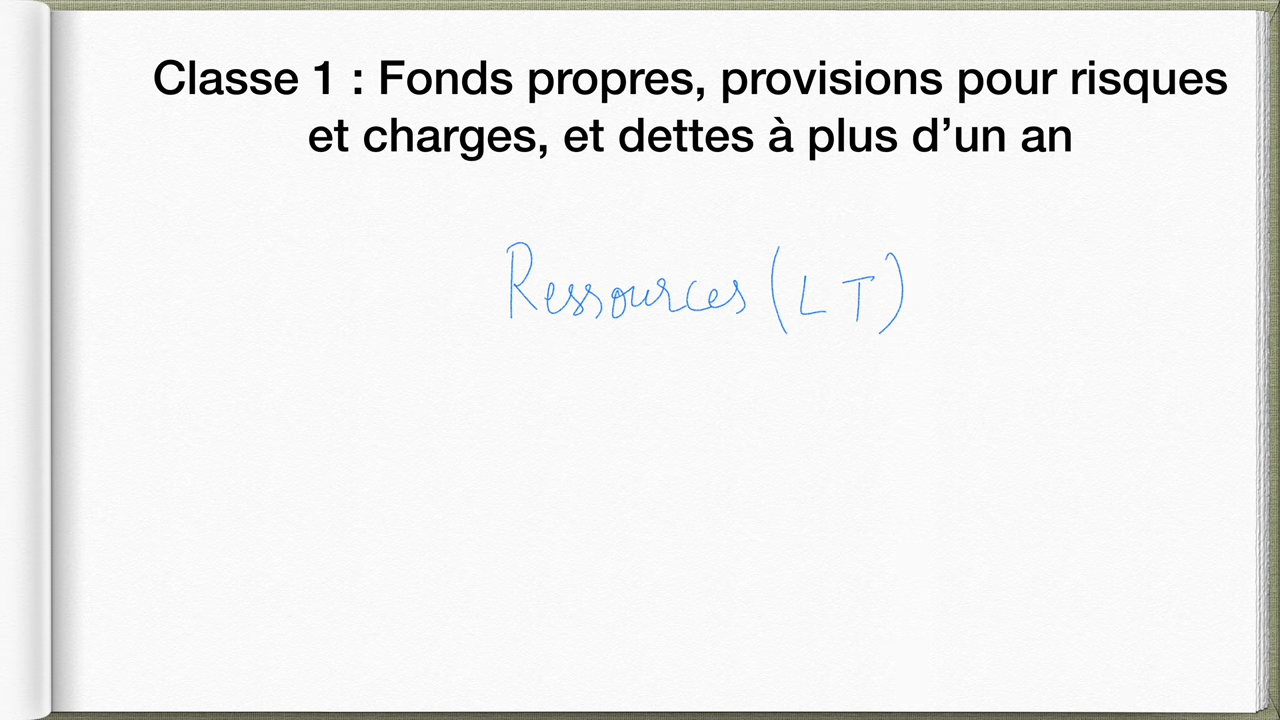 Classe 1 : Fonds propres, provisions pour risques
et charges, et dettes à plus d’un an
Ressources (LT)